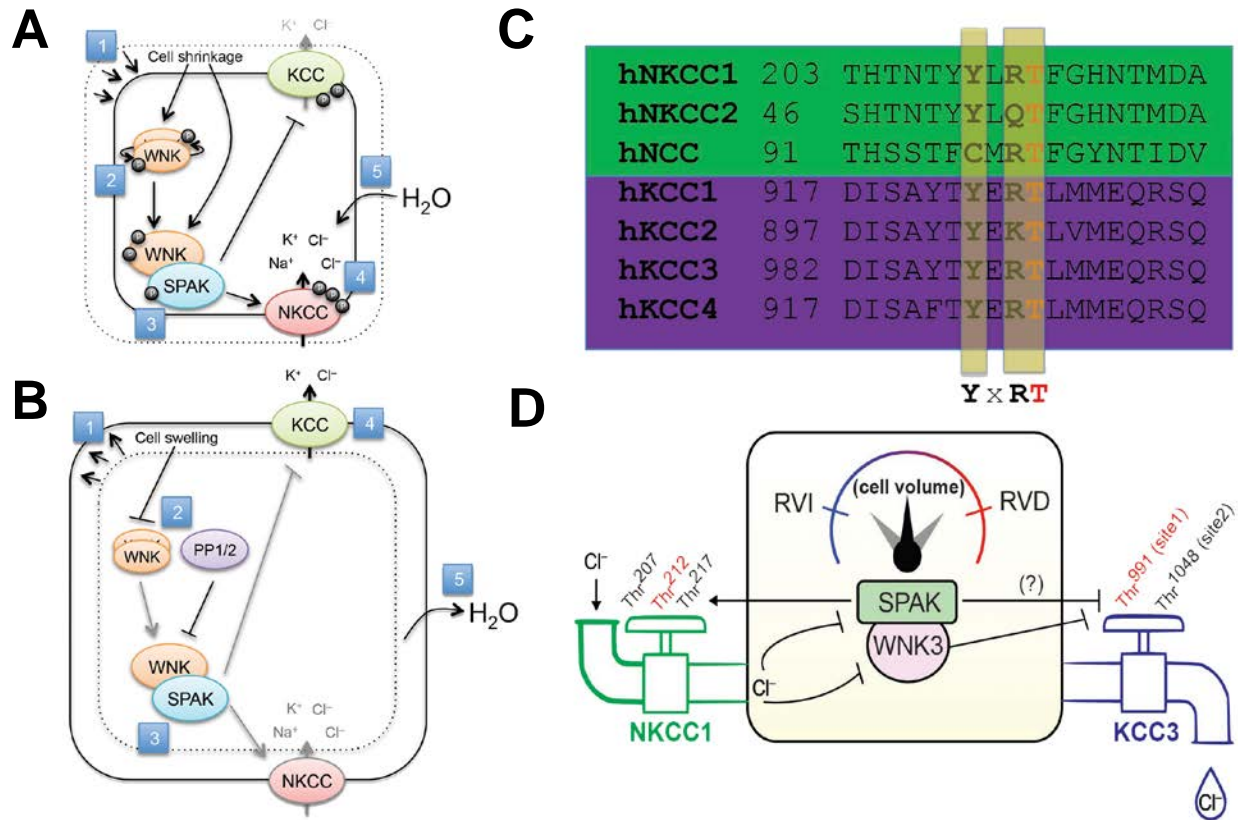 A
K⁺ Cl⁻
1
Cell shrinkage
KCC
P P
P
WNK
P
2
5
H₂O
P
WNK
P
K⁺ Cl⁻
Na⁺ Cl⁻
4
SPAK
P
P P P
NKCC
3
B
K⁺ Cl⁻
1
Cell swelling
KCC
4
2
WNK
PP1/2
5
H₂O
WNK
SPAK
3
K⁺ Cl⁻
Na⁺ Cl⁻
NKCC
C
hNKCC1 203 THTNTYYLRTFGHNTMDA
hNKCC2 46 SHTNTYYLQTFGHNTMDA
hNCC 91 THSSTFCMRTFGYNTIDV
hKCC1 917 DISAYTYERTLMMEQRSQ
hKCC2 897 DISAYTYEKTLVMEQRSQ
hKCC3 982 DISAYTYERTLMMEQRSQ
hKCC4 917 DISAFTYERTLMMEQRSQ
Y x R T
D
(cell volume)
RVI
RVD
Cl⁻
Thr²⁰⁷
Thr²¹²
Thr²¹⁷
SPAK
(?)
Thr⁹⁹¹ (site1)
Thr¹⁰⁴⁸ (site2)
WNK3
Cl⁻
NKCC1
KCC3
Cl⁻